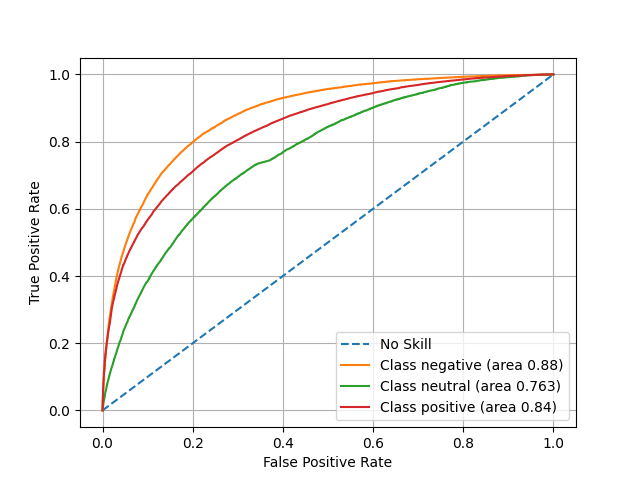 1.0
0.8
0.6
0.4
0.2
0.0
True Positive Rate
No Skill
Class negative (area 0.88)
Class neutral (area 0.763)
Class positive (area 0.84)
0.0 0.2 0.4 0.6 0.8 1.0
False Positive Rate